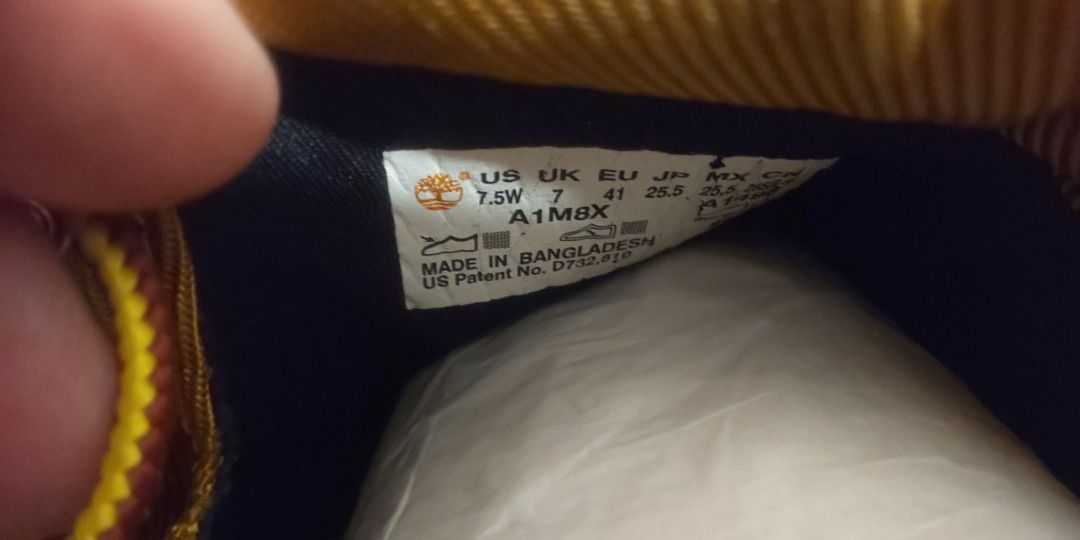 US UK EU JP MX CN
7.5W 7 41 25.5 25.5
A1M8X
MADE IN BANGLADESH
US Patent No. D732,810